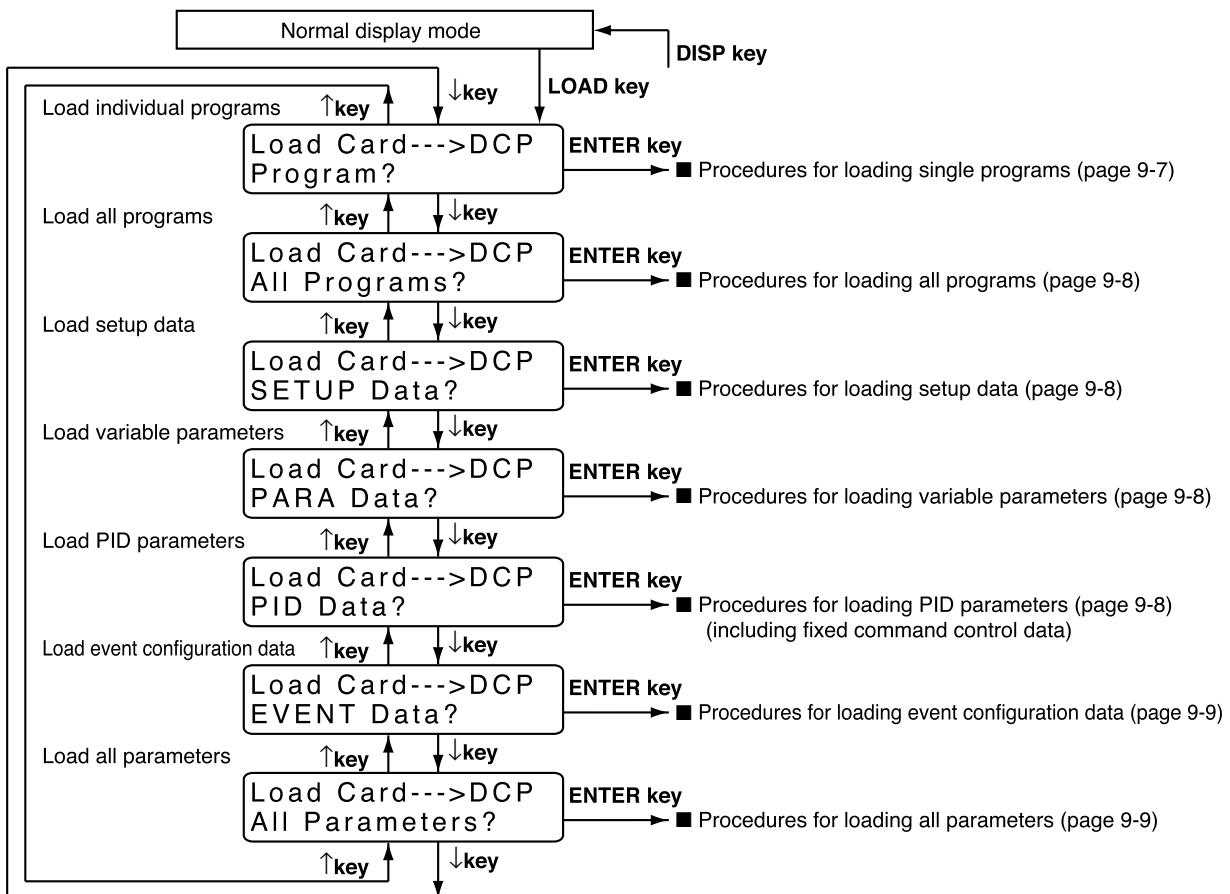 Normal display mode
DISP key
LOAD key
Load individual programs
↑key
↓key
Load Card--->DCP
Program?
ENTER key
■ Procedures for loading single programs (page 9-7)
Load all programs
↑key
↓key
Load Card--->DCP
All Programs?
ENTER key
■ Procedures for loading all programs (page 9-8)
Load setup data
↑key
↓key
Load Card--->DCP
SETUP Data?
ENTER key
■ Procedures for loading setup data (page 9-8)
Load variable parameters
↑key
↓key
Load Card--->DCP
PARA Data?
ENTER key
■ Procedures for loading variable parameters (page 9-8)
Load PID parameters
↑key
↓key
Load Card--->DCP
PID Data?
ENTER key
■ Procedures for loading PID parameters (page 9-8)
(including fixed command control data)
Load event configuration data
↑key
↓key
Load Card--->DCP
EVENT Data?
ENTER key
■ Procedures for loading event configuration data (page 9-9)
Load all parameters
↑key
↓key
Load Card--->DCP
All Parameters?
ENTER key
■ Procedures for loading all parameters (page 9-9)
↑key
↓key